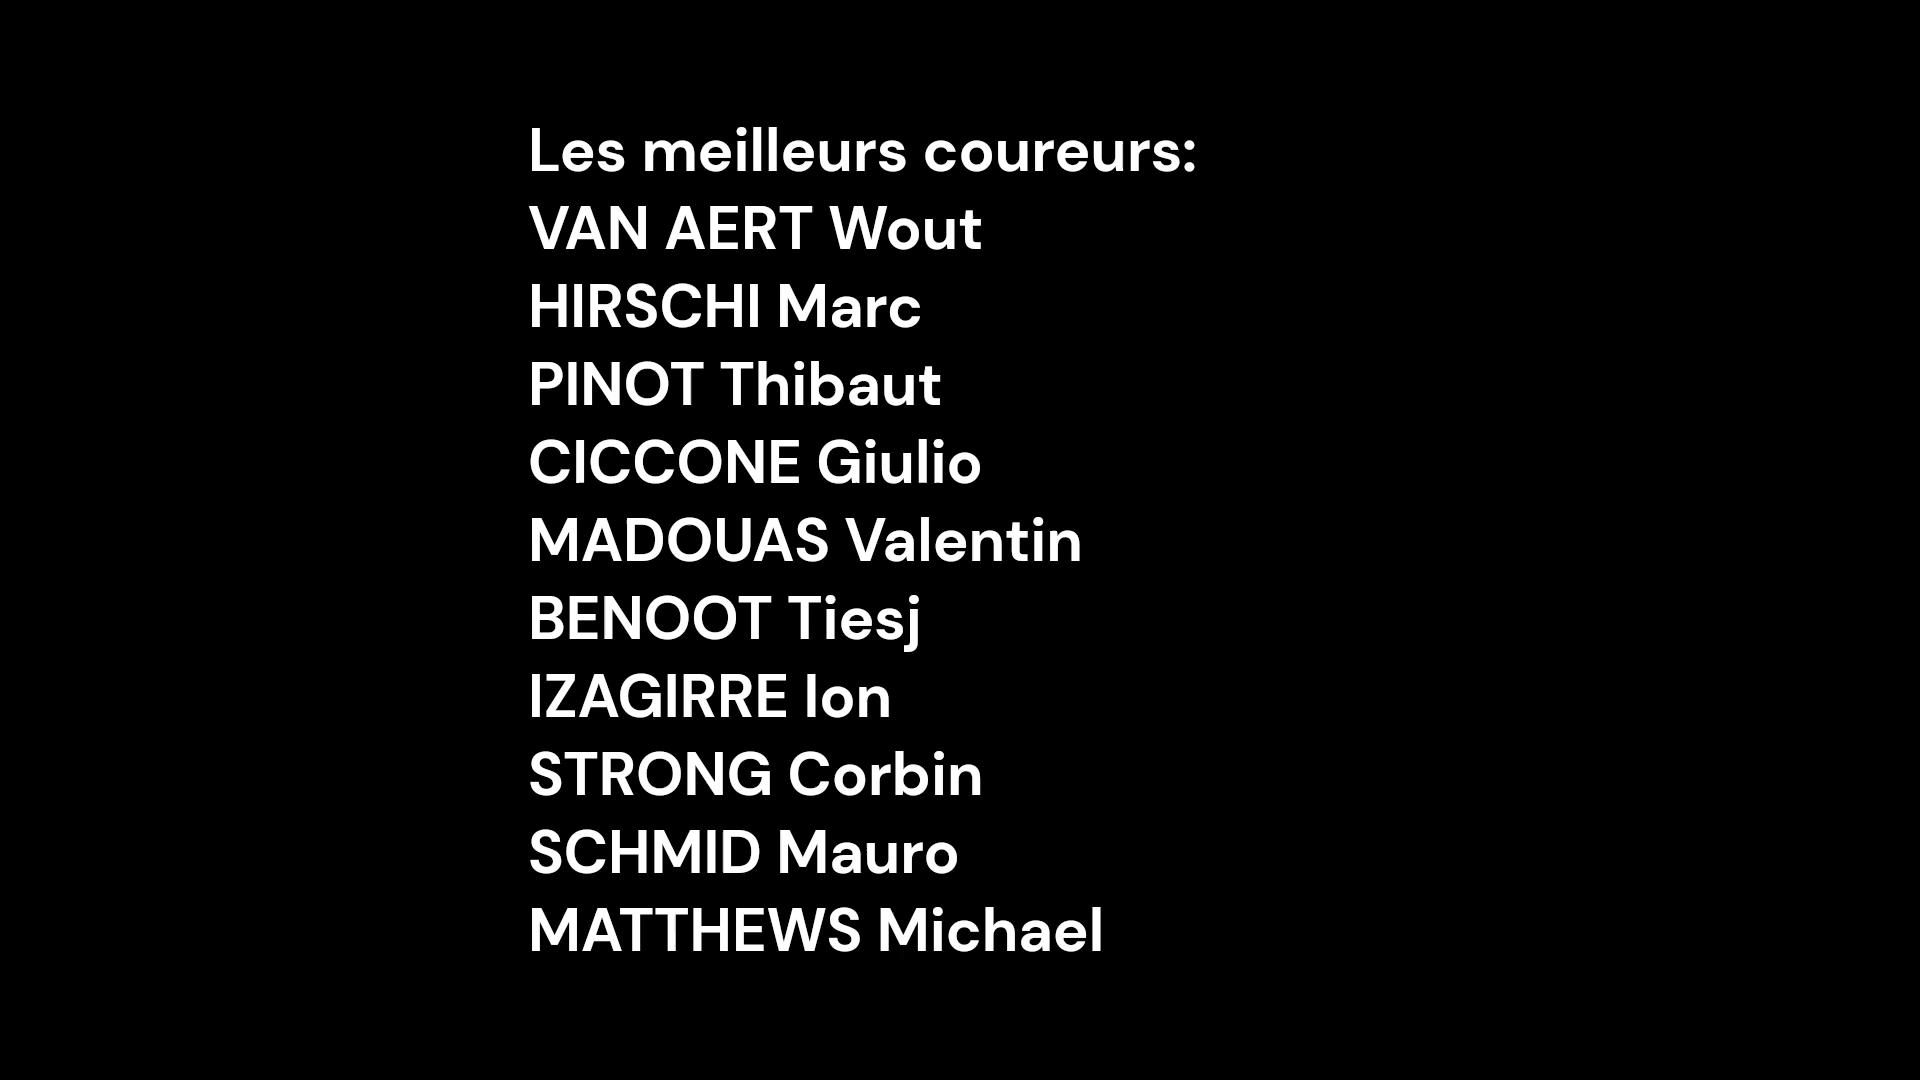 Les meilleurs coureurs:
VAN AERT Wout
HIRSCHI Marc
PINOT Thibaut
CICCONE Giulio
MADOUAS Valentin
BENOOT Tiesj
IZAGIRRE Ion
STRONG Corbin
SCHMID Mauro
MATTHEWS Michael